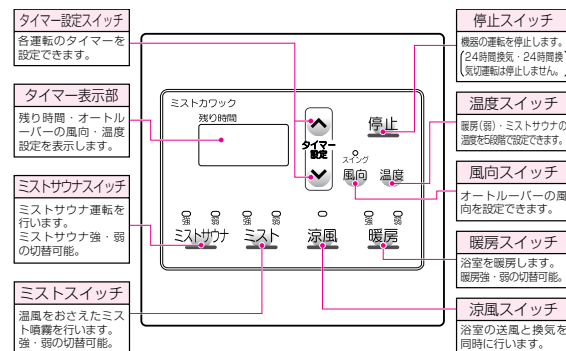 タイマー設定スイッチ
各運転のタイマーを
設定できます。
タイマー表示部
残り時間・オートル
ーバーの風向・温度
設定を表示します。
ミストサウナスイッチ
ミストサウナ運転を
行います。
ミストサウナ強・弱
の切替可能。
ミストスイッチ
温風をおさえたミス
ト噴霧を行います。
強・弱の切替可能。
ミストカワック
残り時間
タイマー
設定
停止
スイング
風向
温度
強
弱
強
弱
強
弱
ミストサウナ
ミスト
涼風
暖房
停止スイッチ
機器の運転を停止します。
(24時間換気・24時間換
気切運転は停止しません。)
温度スイッチ
暖房(弱)・ミストサウナの
温度を5段階で設定できます。
風向スイッチ
オートルーバーの風
向を設定できます。
暖房スイッチ
浴室を暖房します。
暖房強・弱の切替可能。
涼風スイッチ
浴室の送風と換気を
同時に行います。